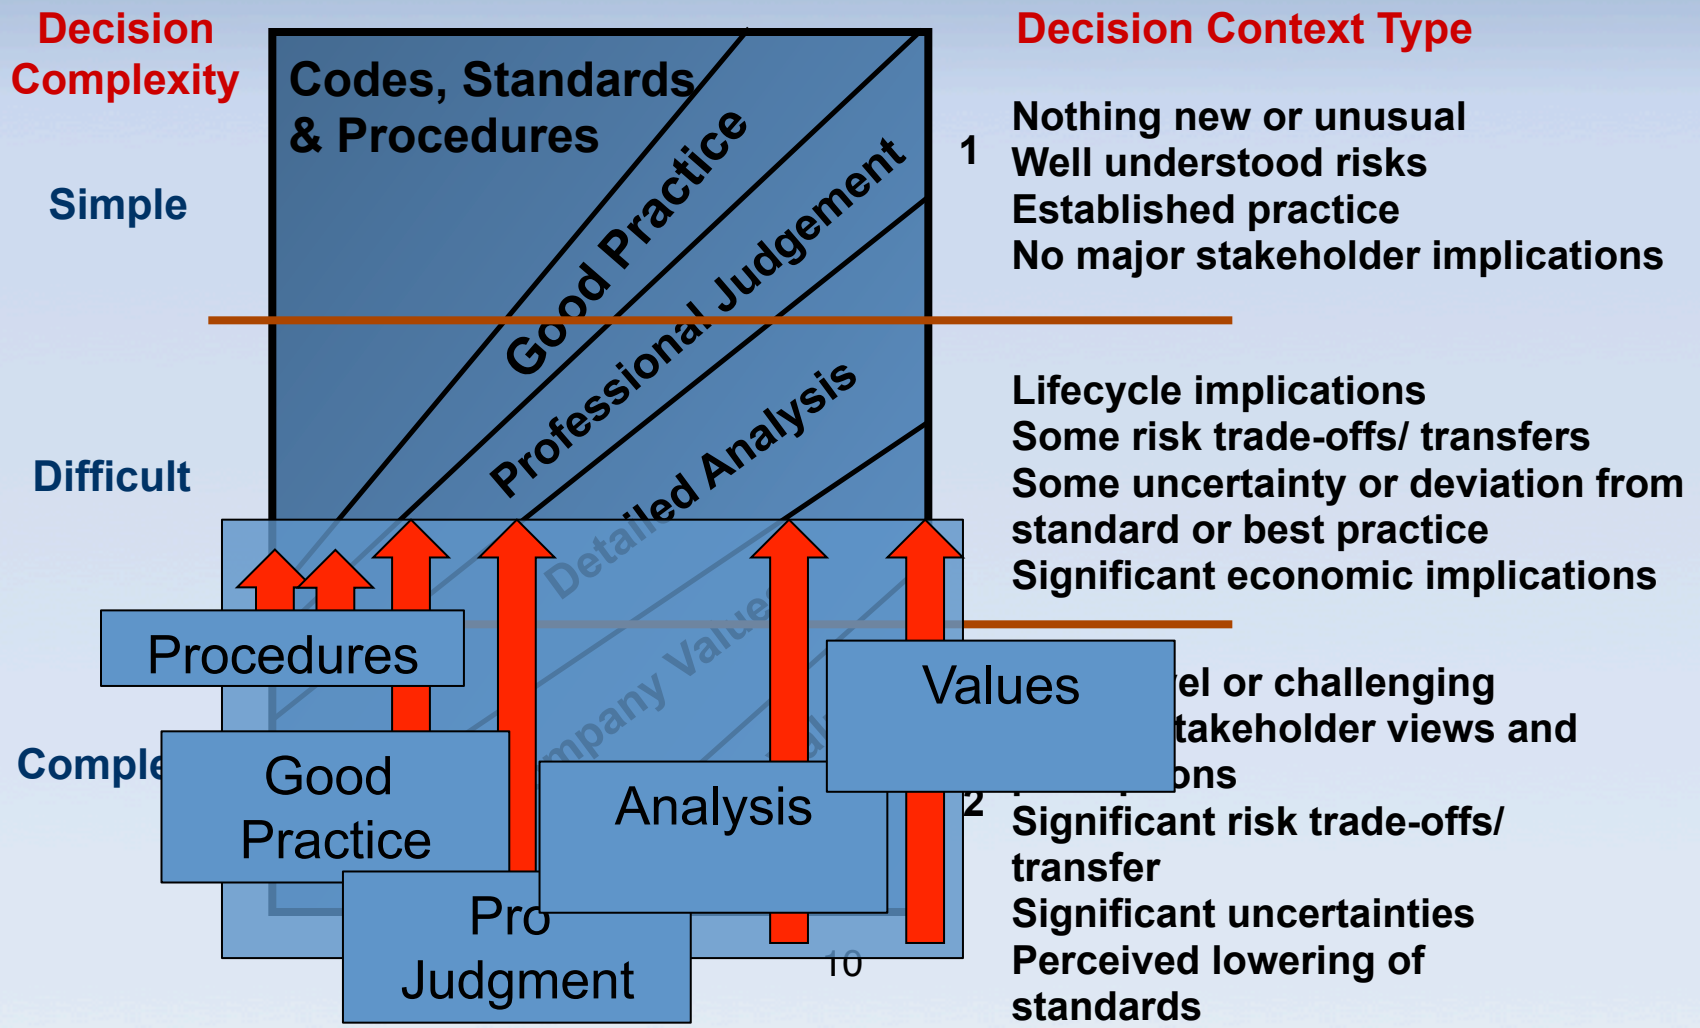 Decision
Complexity
Decision Context Type
Codes, Standards
& Procedures
Good Practice
Professional Judgement
Detailed Analysis
Simple
1
Nothing new or unusual
Well understood risks
Established practice
No major stakeholder implications
Difficult
Lifecycle implications
Some risk trade-offs/ transfers
Some uncertainty or deviation from
standard or best practice
Significant economic implications
Procedures
Good
Practice
Pro
Judgment
Analysis
Values
2
or challenging
views and
Significant risk trade-offs/
transfer
Significant uncertainties
Perceived lowering of
standards
10